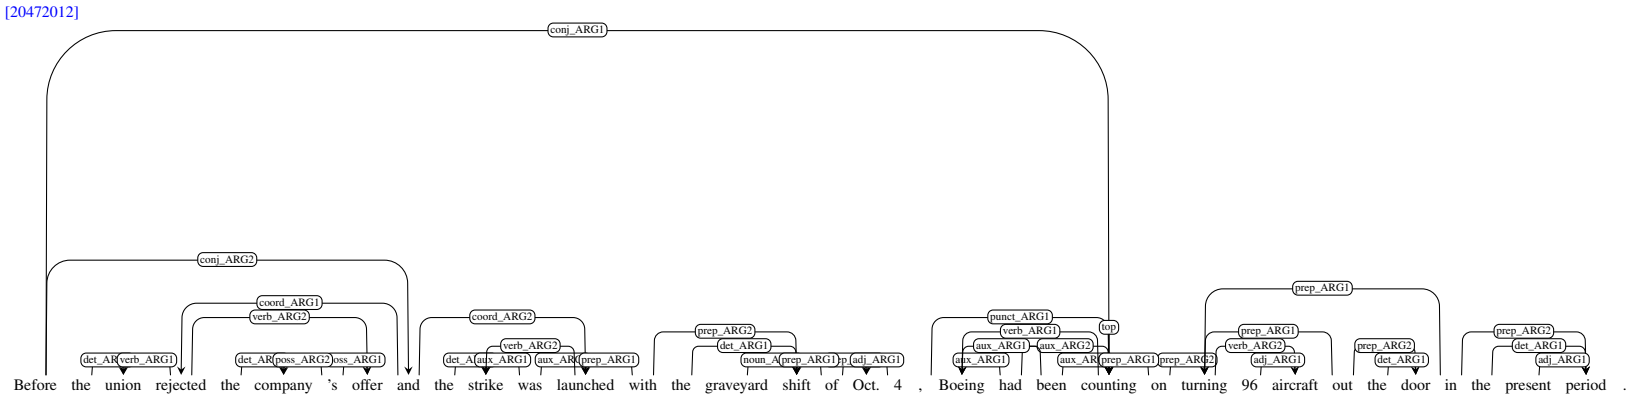 [20472012]
conj_ARG1
conj_ARG2
prep_ARG1
coord_ARG1
verb_ARG2 coord_ARG2 punct_ARG1 top
prep_ARG2 verb_ARG1 prep_ARG1 prep_ARG2
verb_ARG2 det_ARG1 aux_ARG1 aux_ARG2 verb_ARG2 prep_ARG2 det_ARG1
verb_ARG1 poss_ARG2 oss_ARG1 aux_ARG1 prep_ARG1 prep_ARG1 adj_ARG1 aux_ARG1 prep_ARG1 prep_ARG2 adj_ARG1 det_ARG1 adj_ARG1
Before the union rejected the company 's offer and the strike was launched with the graveyard shift of Oct. 4 , Boeing had been counting on turning 96 aircraft out the door in the present period .